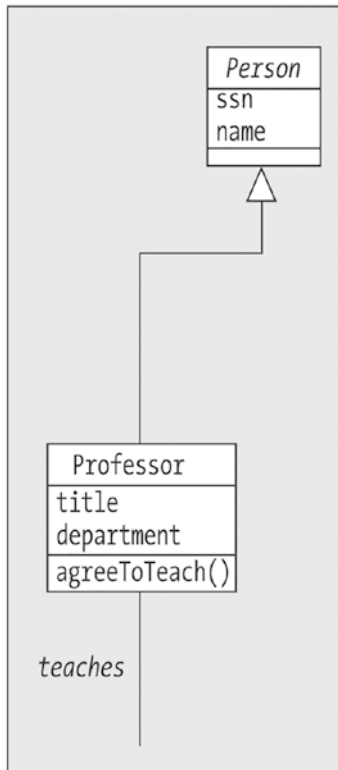 Person
ssn
name
Professor
title
department
agreeToTeach()
teaches